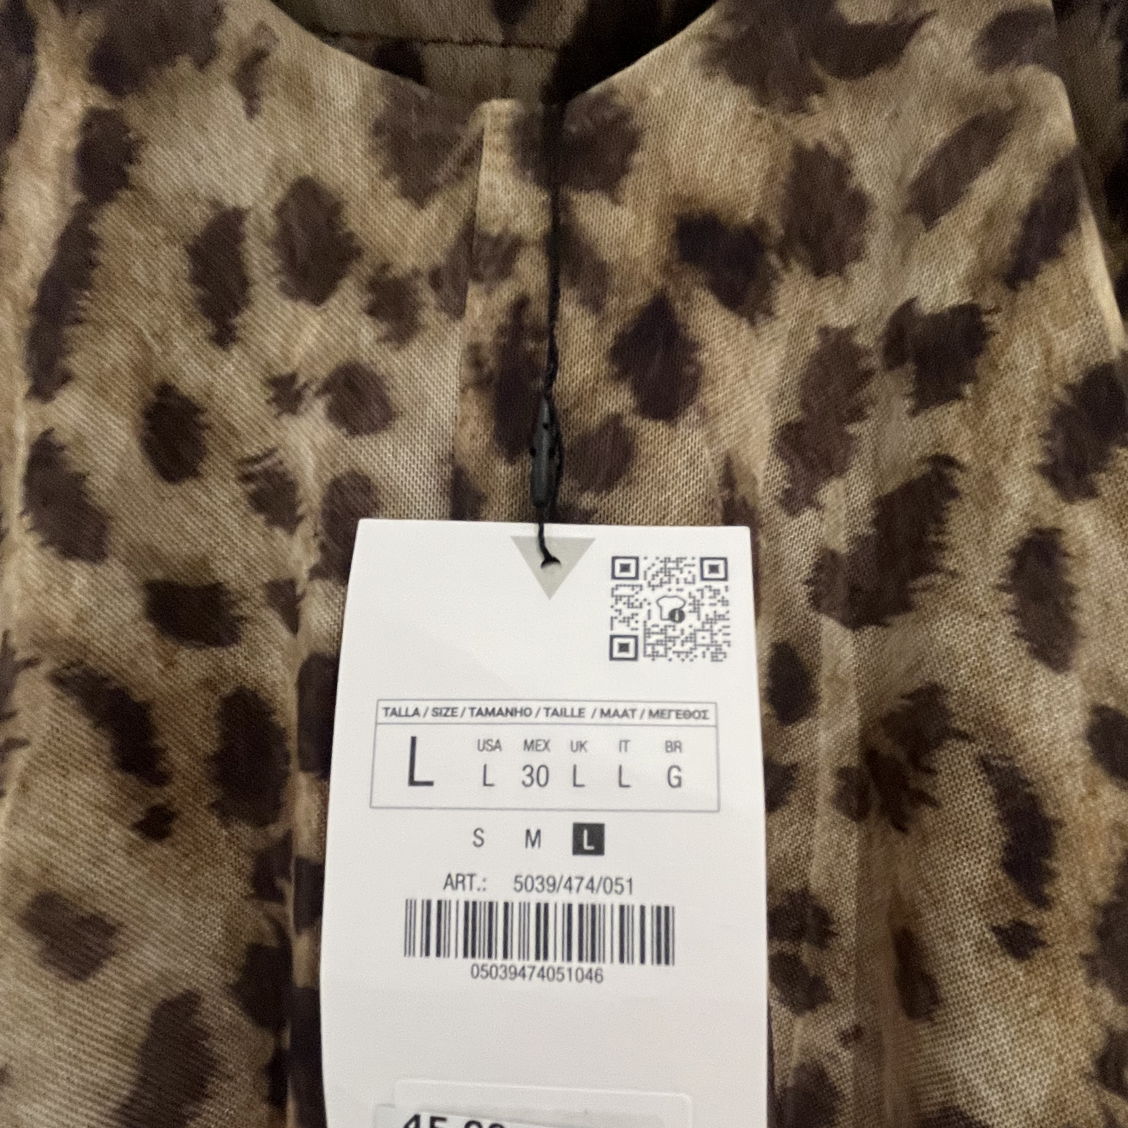 TALLA / SIZE / TAMANHO / TAILLE / MAAT / ΜΕΓΕΘΟΣ
USA MEX UK IT BR
L L 30 L L G
S M L
ART.: 5039/474/051
05039474051046